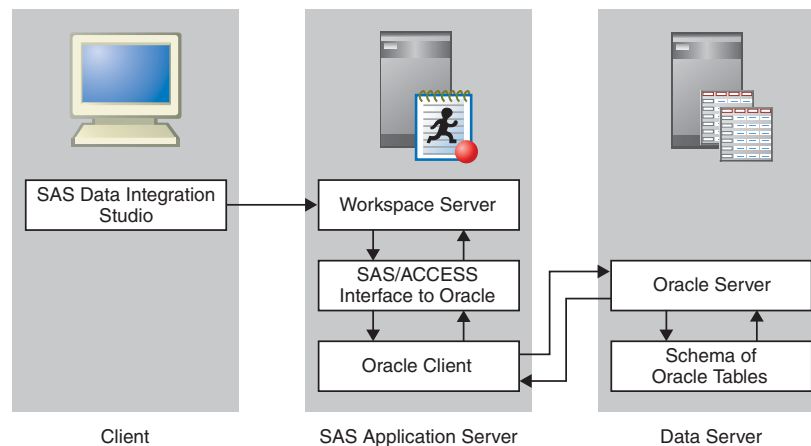 SAS Data Integration
Studio
Workspace Server
SAS/ACCESS
Interface to Oracle
Oracle Client
Oracle Server
Schema of
Oracle Tables
Client
SAS Application Server
Data Server